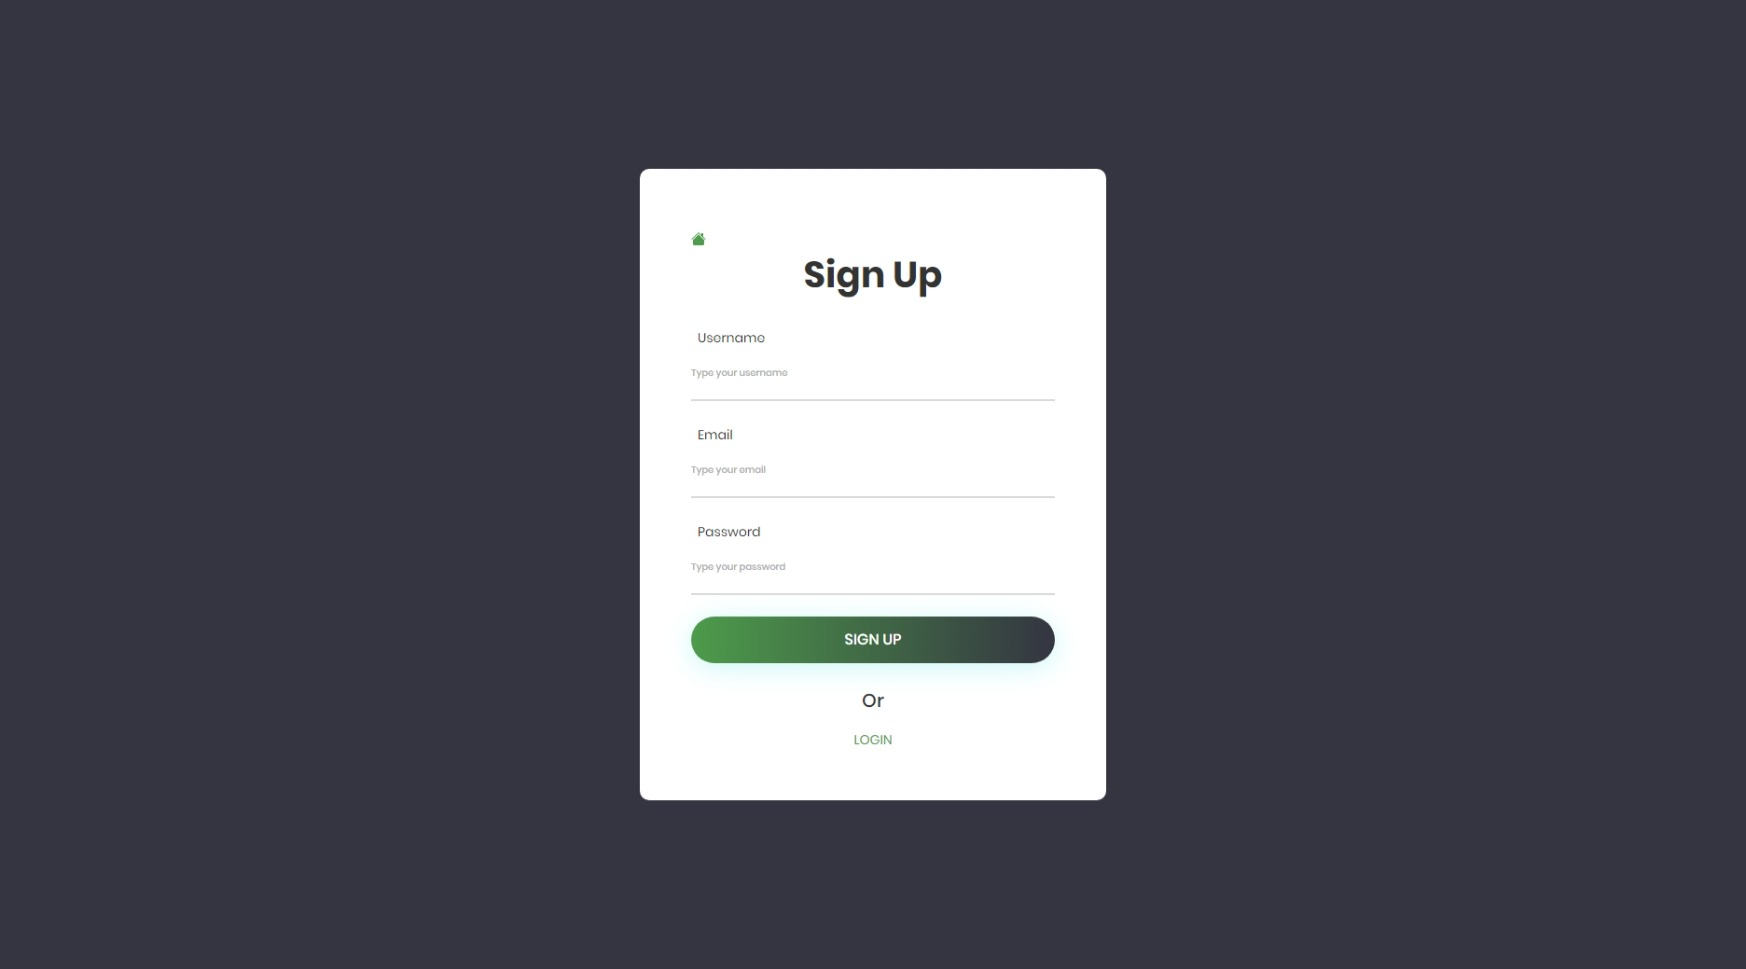 Sign Up
Username
Type your username
Email
Type your email
Password
Type your password
SIGN UP
Or
LOGIN